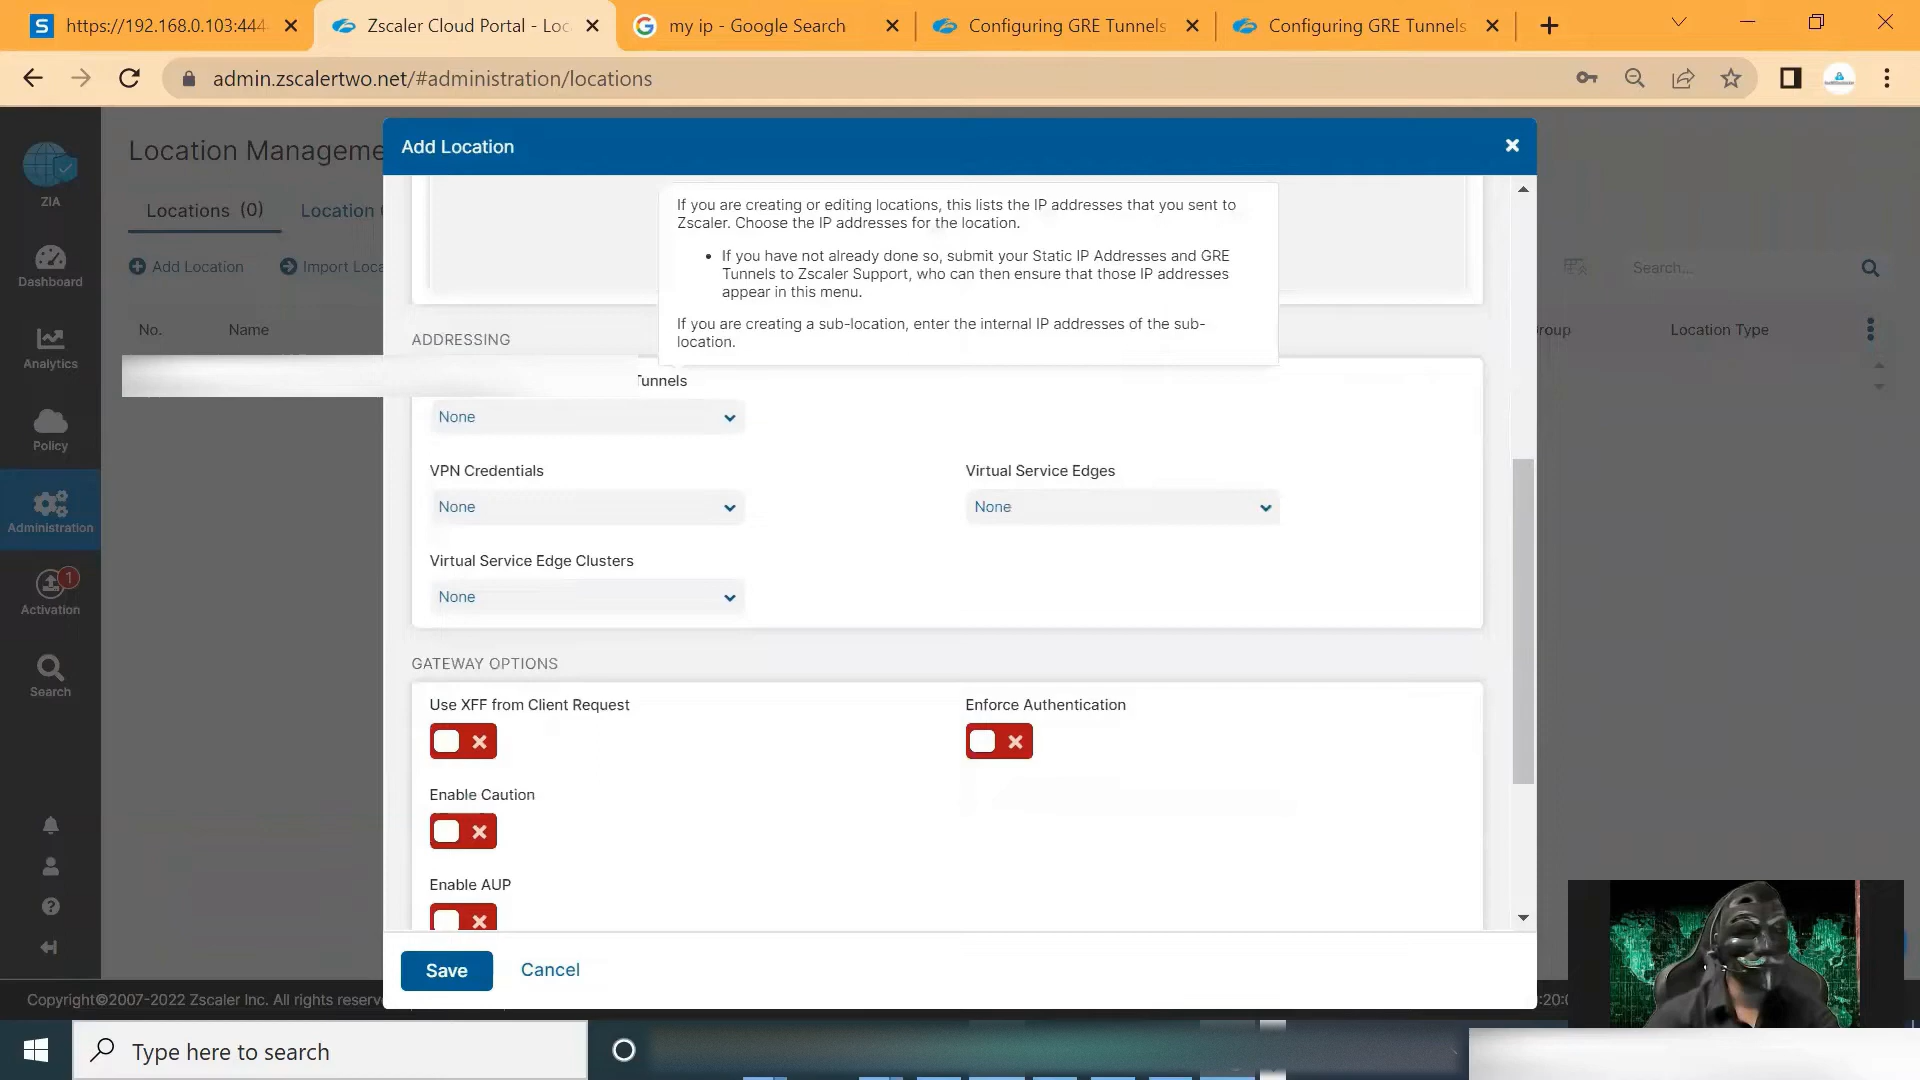 https://192.168.0.103:444
Zscaler Cloud Portal - Loc
my ip - Google Search
Configuring GRE Tunnels
Configuring GRE Tunnels
admin.zscalertwo.net/#administration/locations
ZIA
Dashboard
Analytics
Policy
Administration
1
Activation
Search
Location Manageme
Locations (0)
Location
Add Location
Import Loca
Search...
No.
Name
roup
Location Type
Add Location
If you are creating or editing locations, this lists the IP addresses that you sent to
Zscaler. Choose the IP addresses for the location.
• If you have not already done so, submit your Static IP Addresses and GRE
Tunnels to Zscaler Support, who can then ensure that those IP addresses
appear in this menu.
If you are creating a sub-location, enter the internal IP addresses of the sub-
location.
ADDRESSING
Tunnels
None
VPN Credentials
Virtual Service Edges
None
None
Virtual Service Edge Clusters
None
GATEWAY OPTIONS
Use XFF from Client Request
Enforce Authentication
Enable Caution
Enable AUP
Save
Cancel
Copyright©2007-2022 Zscaler Inc. All rights reserve
:20:0
Type here to search